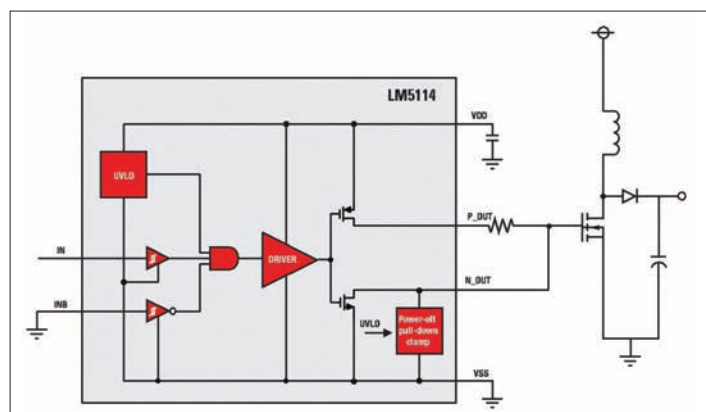 LM5114
VDD
UVLO
P_OUT
IN
DRIVER
N_OUT
INB
UVLO
Power-off
pull-down
clamp
VSS